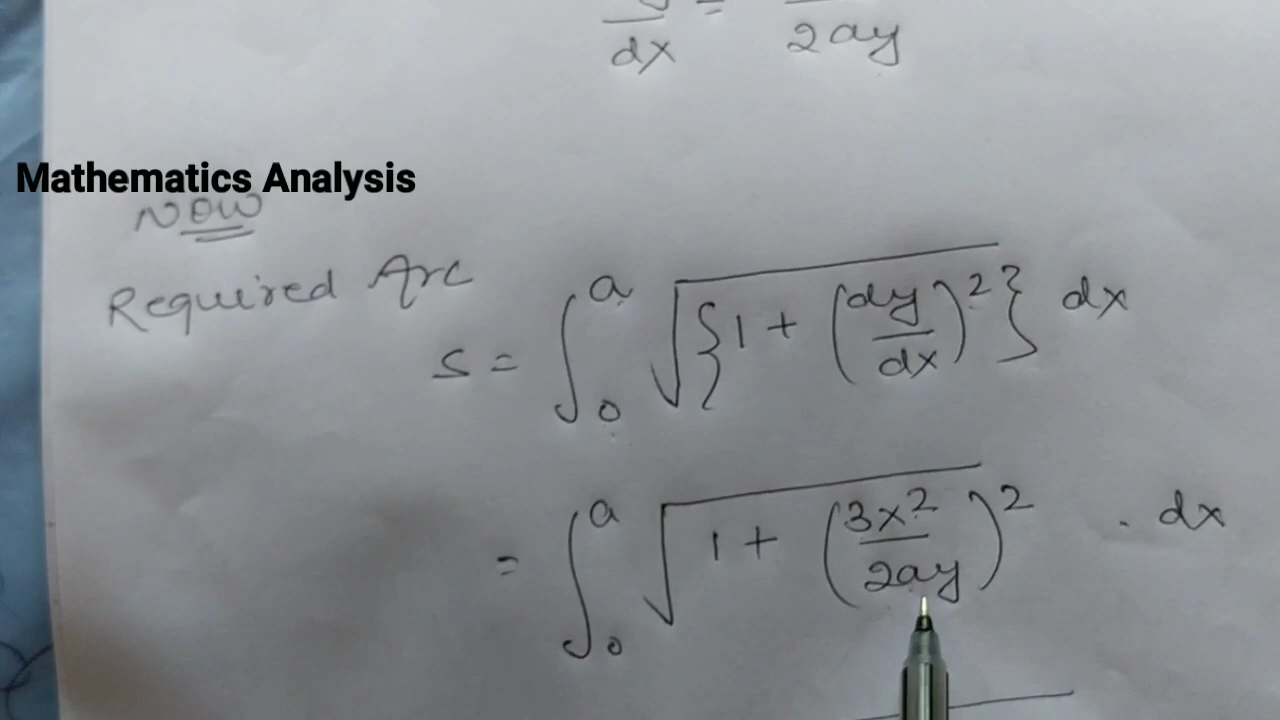 dx = 2ay
Mathematics Analysis
NOW
Required Arc
S = ∫₀ᵃ √{1 + (dy/dx)²} dx
= ∫₀ᵃ √1 + (3x²/2ay)² . dx